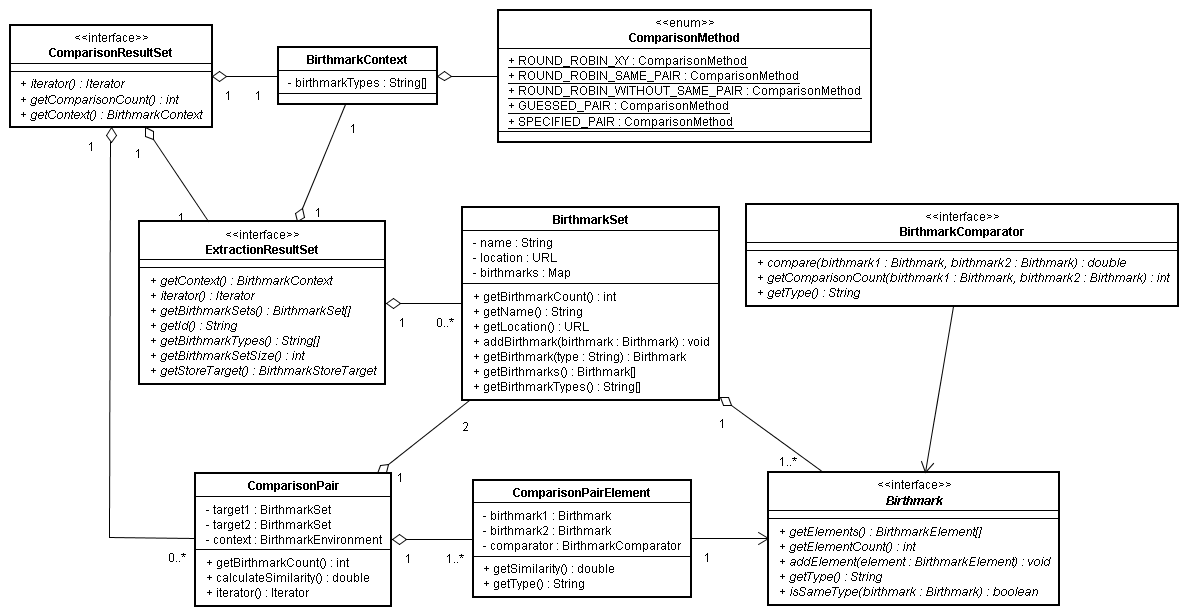 <<interface>>
ComparisonResultSet
+ iterator() : Iterator
+ getComparisonCount() : int
+ getContext() : BirthmarkContext
1
1
BirthmarkContext
- birthmarkTypes : String[]
<<enum>>
ComparisonMethod
+ ROUND_ROBIN_XY : ComparisonMethod
+ ROUND_ROBIN_SAME_PAIR : ComparisonMethod
+ ROUND_ROBIN_WITHOUT_SAME_PAIR : ComparisonMethod
+ GUESSED_PAIR : ComparisonMethod
+ SPECIFIED_PAIR : ComparisonMethod
1
1
1
1
1
<<interface>>
ExtractionResultSet
+ getContext() : BirthmarkContext
+ iterator() : Iterator
+ getBirthmarkSets() : BirthmarkSet[]
+ getId() : String
+ getBirthmarkTypes() : String[]
+ getBirthmarkSetSize() : int
+ getStoreTarget() : BirthmarkStoreTarget
1
0..*
BirthmarkSet
- name : String
- location : URL
- birthmarks : Map
+ getBirthmarkCount() : int
+ getName() : String
+ getLocation() : URL
+ addBirthmark(birthmark : Birthmark) : void
+ getBirthmark(type : String) : Birthmark
+ getBirthmarks() : Birthmark[]
+ getBirthmarkTypes() : String[]
<<interface>>
BirthmarkComparator
+ compare(birthmark1 : Birthmark, birthmark2 : Birthmark) : double
+ getComparisonCount(birthmark1 : Birthmark, birthmark2 : Birthmark) : int
+ getType() : String
2
1
1
1..*
ComparisonPair
- target1 : BirthmarkSet
- target2 : BirthmarkSet
- context : BirthmarkEnvironment
+ getBirthmarkCount() : int
+ calculateSimilarity() : double
+ iterator() : Iterator
0..*
1
1..*
ComparisonPairElement
- birthmark1 : Birthmark
- birthmark2 : Birthmark
- comparator : BirthmarkComparator
+ getSimilarity() : double
+ getType() : String
1
<<interface>>
Birthmark
+ getElements() : BirthmarkElement[]
+ getElementCount() : int
+ addElement(element : BirthmarkElement) : void
+ getType() : String
+ isSameType(birthmark : Birthmark) : boolean